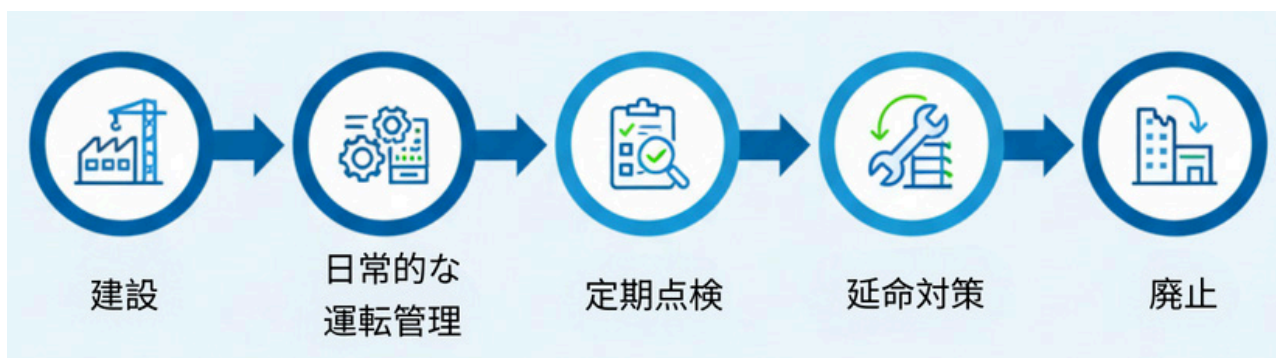 建設
日常的な
運転管理
定期点検
延命対策
廃止